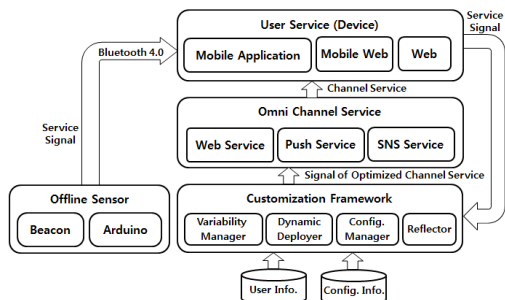 User Service (Device)
Service
Signal
Bluetooth 4.0
Mobile Application
Mobile Web
Web
Channel Service
Omni Channel Service
Service
Signal
Web Service
Push Service
SNS Service
Signal of Optimized Channel Service
Offline Sensor
Beacon
Arduino
Customization Framework
Variability
Manager
Dynamic
Deployer
Config.
Manager
Reflector
User Info.
Config. Info.